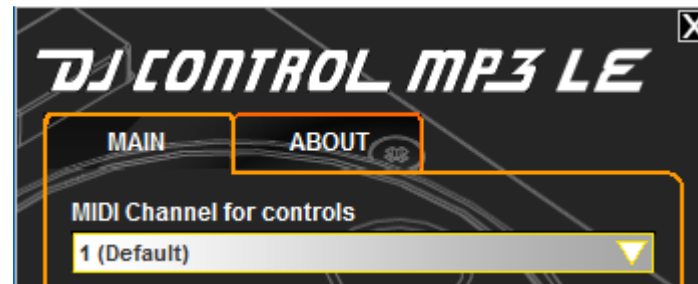 X
DJ CONTROL MP3 LE
MAIN ABOUT
MIDI Channel for controls
1 (Default)